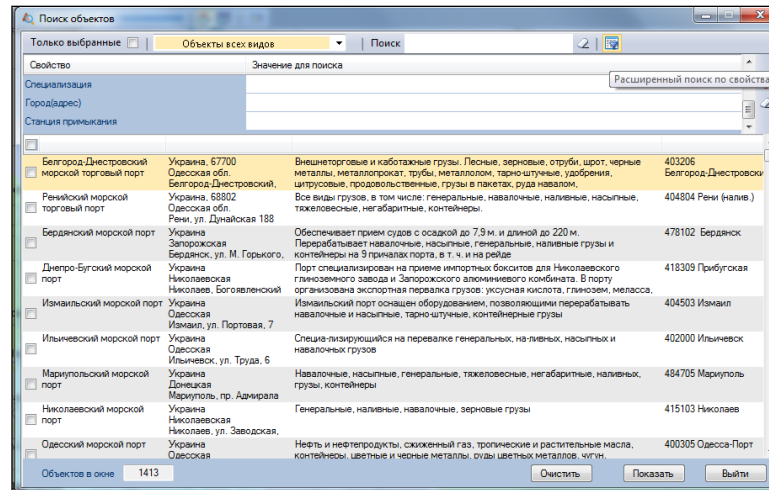 Поиск объектов
Только выбранные | Объекты всех видов | Поиск
Свойство Значение для поиска
Расширенный поиск по свойства
Специализация
Город(адрес)
Станция примыкания
Белгород-Днестровский Украина, 67700 Внешнеторговые и каботажные грузы. Лесные, зерновые, отруби, шрот, черные 403206
морской торговый порт Одесская обл. металлы, металлопрокат, трубы, металлолом, тарно-штучные, удобрения, Белгород-Днестровски
Белгород-Днестровский, цитрусовые, продовольственные, грузы в пакетах, руда навалом,
Ренийский морской Украина, 68802 Все виды грузов, в том числе: генеральные, навалочные, наливные, насыпные, 404804 Рени (налив.)
торговый порт Одесская обл. тяжеловесные, негабаритные, контейнеры.
Рени, ул. Дунайская 188
Бердянский морской порт Украина Обеспечивает прием судов с осадкой до 7,9 м. и длиной до 220 м. 478102 Бердянск
Запорожская Перерабатывает навалочные, насыпные, генеральные, наливные грузы и
Бердянск, ул. М. Горького, контейнеры на 9 причалах порта, в т. ч. и на рейде
Днепро-Бугский морской Украина Порт специализирован на приеме импортных бокситов для Николаевского 418309 Прибугская
порт Николаевская глиноземного завода и Запорожского алюминиевого комбината. В порту
Николаев, Богоявленский организована экспортная первалка грузов: уксусная кислота, глинозем, меласса,
Измаильский морской порт Украина Измаильский порт оснащен оборудованием, позволяющими перерабатывать 404503 Измаил
Одесская навалочные и насыпные, тарно-штучные, контейнерные грузы
Измаил, ул. Портовая, 7
Ильичевский морской порт Украина Специа-лизирующийся на перевалке генеральных, на-ливных, насыпных и 402000 Ильичевск
Одесская навалочных грузов
Ильичевск, ул. Труда, 6
Мариупольский морской Украина Навалочные, насыпные, генеральные, тяжеловесные, негабаритные, наливных, 484705 Мариуполь
порт Донецкая грузы, контейнеры
Мариуполь, пр. Адмирала
Николаевский морской Украина Генеральные, наливные, навалочные, зерновые грузы 415103 Николаев
порт Николаевская
Николаев, ул. Заводская,
Одесский морской порт Украина Нефть и нефтепродукты, сжиженный газ, тропические и растительные масла, 400305 Одесса-Порт
Одесская контейнеры, цветные и черные металлы, руды цветных металлов, чугун,
Объектов в окне 1413 Очистить Показать Выйти